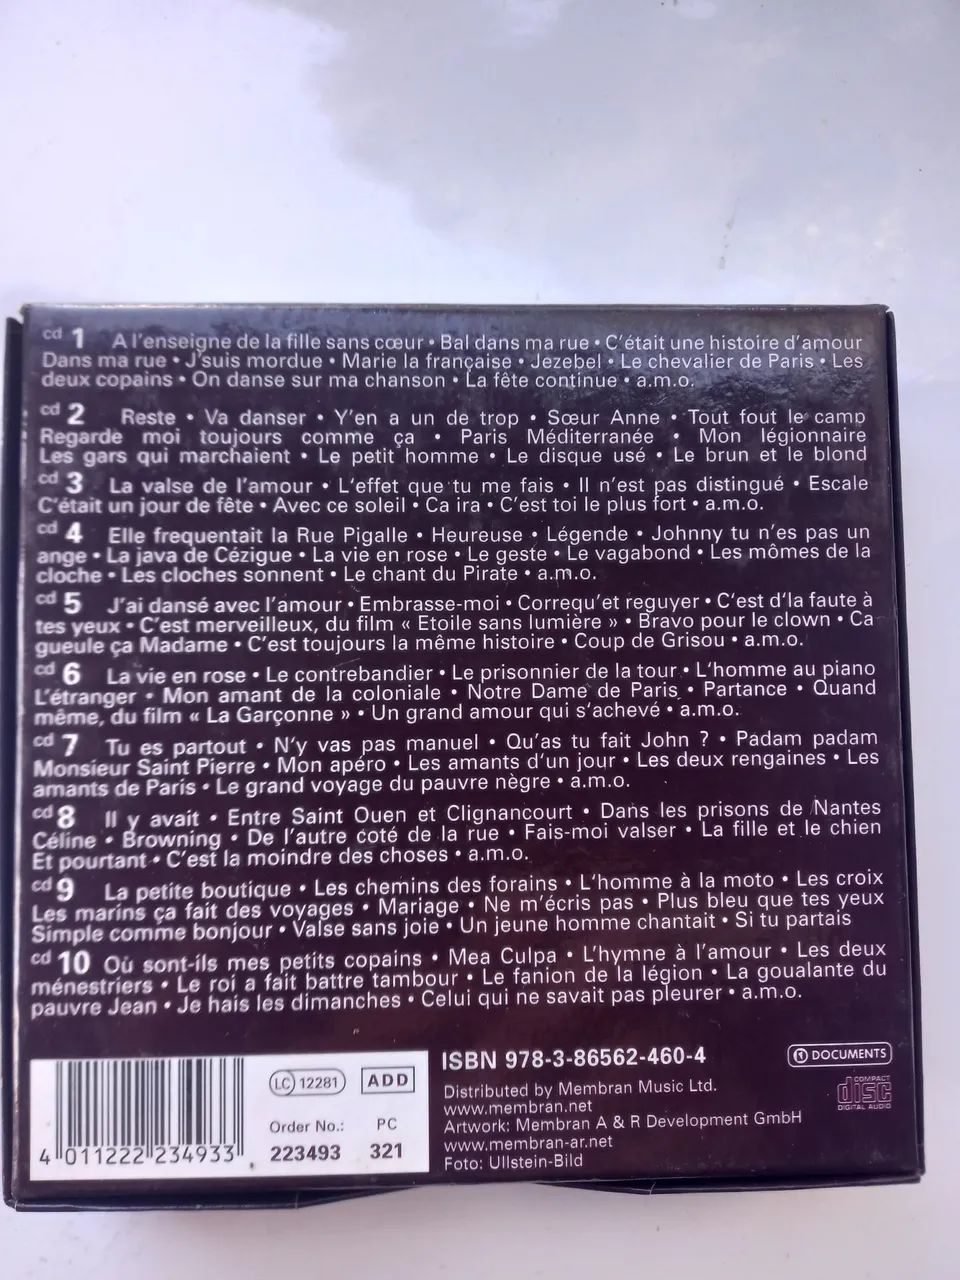 cd 1 A l'enseigne de la fille sans cœur • Bal dans ma rue • C'était une histoire d'amour
Dans ma rue • J'suis mordue • Marie la française • Jezebel • Le chevalier de Paris • Les
deux copains • On danse sur ma chanson • La fête continue • a.m.o.
cd 2 Reste • Va danser • Y'en a un de trop • Sœur Anne • Tout fout le camp
Regarde moi toujours comme ça • Paris Méditerranée • Mon légionnaire
Les gars qui marchaient • Le petit homme • Le disque usé • Le brun et le blond
cd 3 La valse de l'amour • L'effet que tu me fais • Il n'est pas distingué • Escale
C'était un jour de fête • Avec ce soleil • Ca ira • C'est toi le plus fort • a.m.o.
cd 4 Elle frequentait la Rue Pigalle • Heureuse • Légende • Johnny tu n'es pas un
ange • La java de Cézigue • La vie en rose • Le geste • Le vagabond • Les mômes de la
cloche • Les cloches sonnent • Le chant du Pirate • a.m.o.
cd 5 J'ai dansé avec l'amour • Embrasse-moi • Correqu'et reguyer • C'est d'la faute à
tes yeux • C'est merveilleux, du film « Etoile sans lumière » • Bravo pour le clown • Ca
gueule ça Madame • C'est toujours la même histoire • Coup de Grisou • a.m.o.
cd 6 La vie en rose • Le contrebandier • Le prisonnier de la tour • L'homme au piano
L'étranger • Mon amant de la coloniale • Notre Dame de Paris • Partance • Quand
même, du film « La Garçonne » • Un grand amour qui s'achevé • a.m.o.
cd 7 Tu es partout • N'y vas pas manuel • Qu'as tu fait John ? • Padam padam
Monsieur Saint Pierre • Mon apéro • Les amants d'un jour • Les deux rengaines • Les
amants de Paris • Le grand voyage du pauvre nègre • a.m.o.
cd 8 Il y avait • Entre Saint Ouen et Clignancourt • Dans les prisons de Nantes
Céline • Browning • De l'autre coté de la rue • Fais-moi valser • La fille et le chien
Et pourtant • C'est la moindre des choses • a.m.o.
cd 9 La petite boutique • Les chemins des forains • L'homme à la moto • Les croix
Les marins ça fait des voyages • Mariage • Ne m'écris pas • Plus bleu que tes yeux
Simple comme bonjour • Valse sans joie • Un jeune homme chantait • Si tu partais
cd 10 Où sont-ils mes petits copains • Mea Culpa • L'hymne à l'amour • Les deux
ménestriers • Le roi a fait battre tambour • Le fanion de la légion • La goualante du
pauvre Jean • Je hais les dimanches • Celui qui ne savait pas pleurer • a.m.o.
LC 12281 ADD
Order No.: PC
223493 321
4 011222 234933
ISBN 978-3-86562-460-4
Distributed by Membran Music Ltd.
www.membran.net
Artwork: Membran A & R Development GmbH
www.membran-ar.net
Foto: Ullstein-Bild
DOCUMENTS
COMPACT
disc
DIGITAL AUDIO